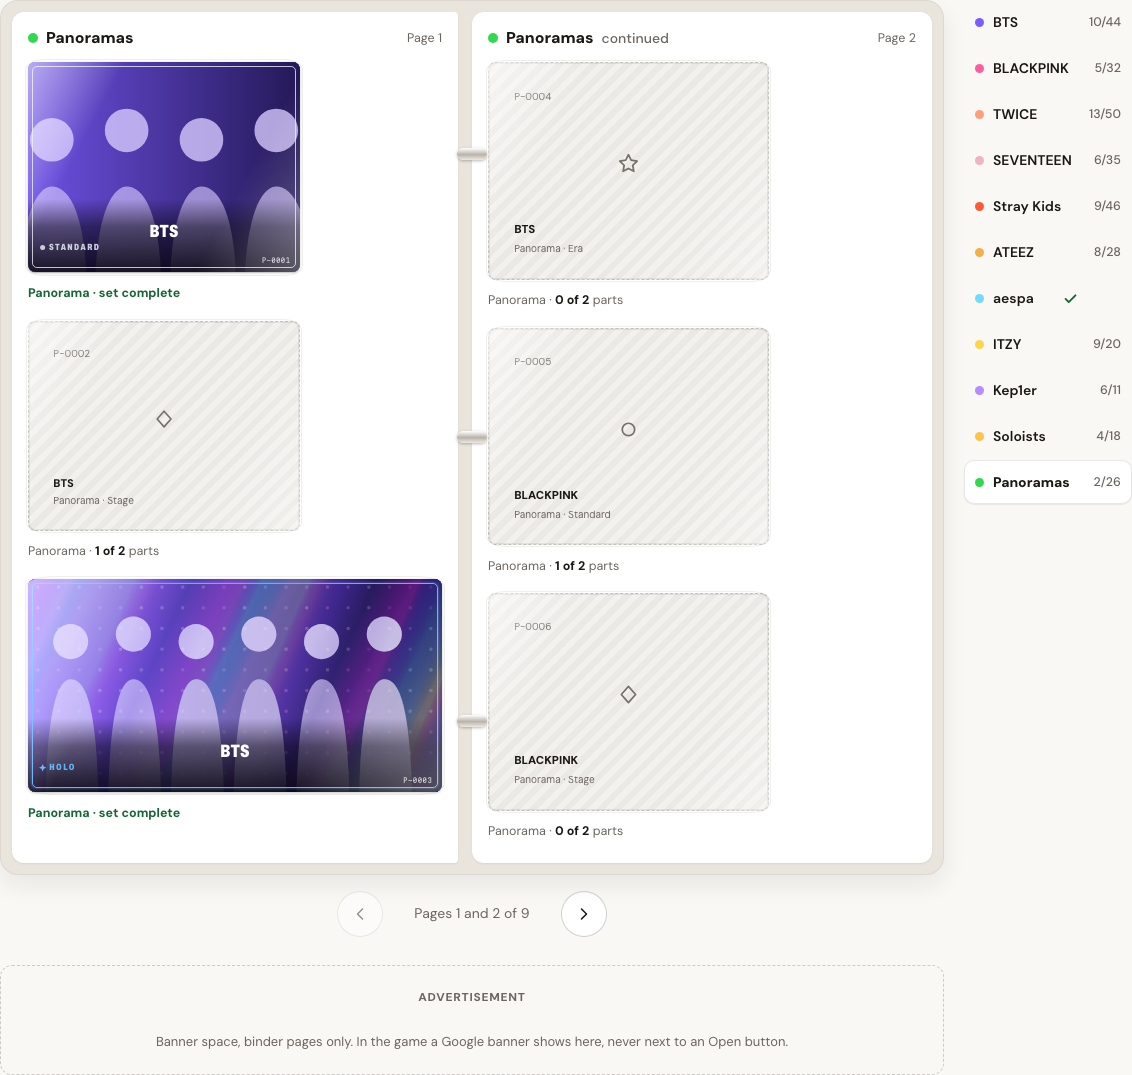 Panoramas
Page 1
BTS
STANDARD
P-0001
Panorama · set complete
P-0002
BTS
Panorama · Stage
Panorama · 1 of 2 parts
BTS
HOLO
P-0003
Panorama · set complete
Panoramas continued
Page 2
P-0004
BTS
Panorama · Era
Panorama · 0 of 2 parts
P-0005
BLACKPINK
Panorama · Standard
Panorama · 1 of 2 parts
P-0006
BLACKPINK
Panorama · Stage
Panorama · 0 of 2 parts
BTS 10/44
BLACKPINK 5/32
TWICE 13/50
SEVENTEEN 6/35
Stray Kids 9/46
ATEEZ 8/28
aespa
ITZY 9/20
Kep1er 6/11
Soloists 4/18
Panoramas 2/26
Pages 1 and 2 of 9
ADVERTISEMENT
Banner space, binder pages only. In the game a Google banner shows here, never next to an Open button.